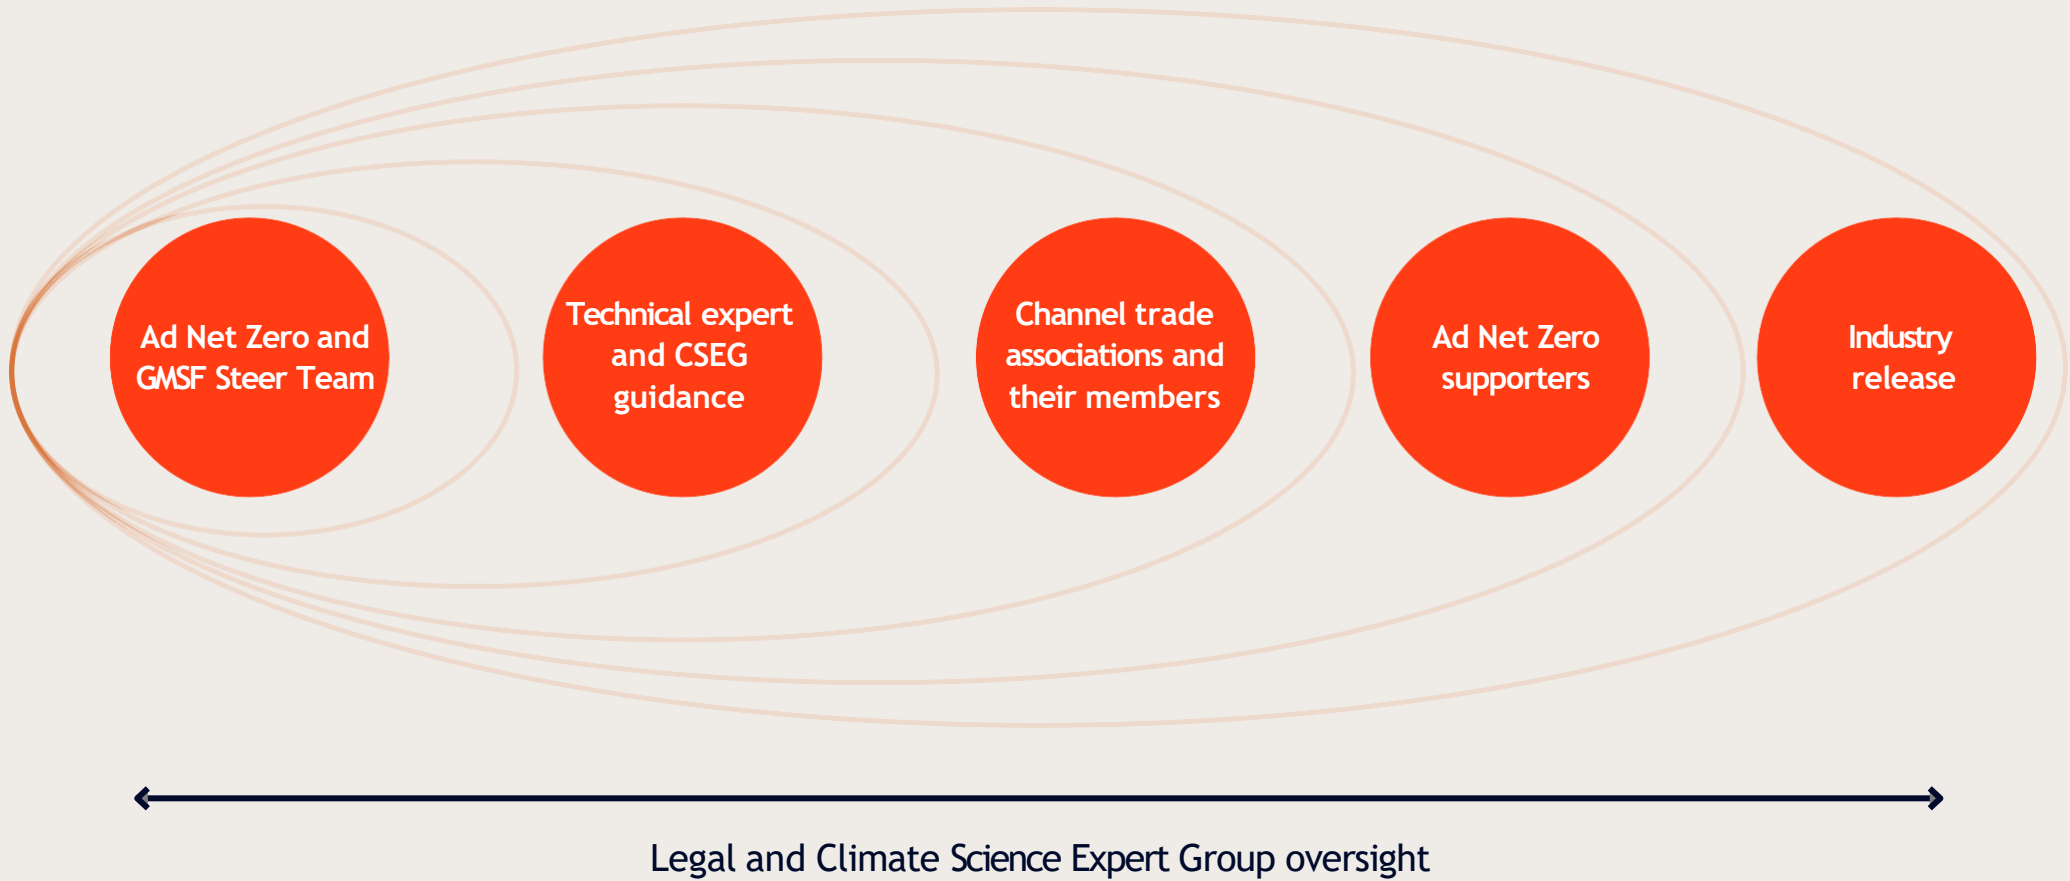 Ad Net Zero and
GMSF Steer Team
Technical expert
and CSEG
guidance
Channel trade
associations and
their members
Ad Net Zero
supporters
Industry
release
Legal and Climate Science Expert Group oversight